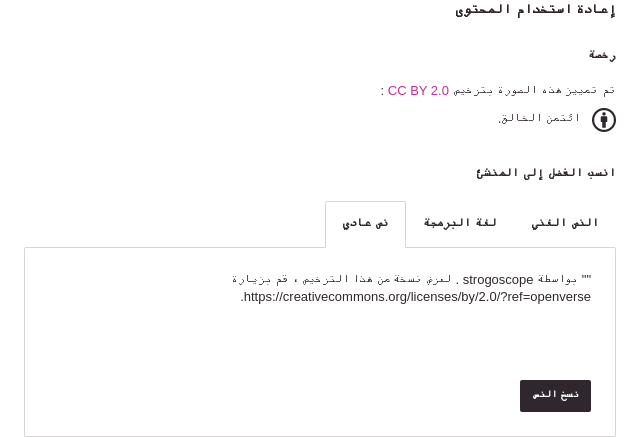 إعادة استخدام المحتوى
رخصة
تم تمييز هذه الصورة بترخيص CC BY 2.0 :
ائتمن الخالق.
انسب الفضل إلى المنشئ
النص الغني
لغة البرمجة
نص عادي
"" بواسطة strogoscope . لعرض نسخة من هذا الترخيص ، قم بزيارة
https://creativecommons.org/licenses/by/2.0/?ref=openverse.
نسخ النص